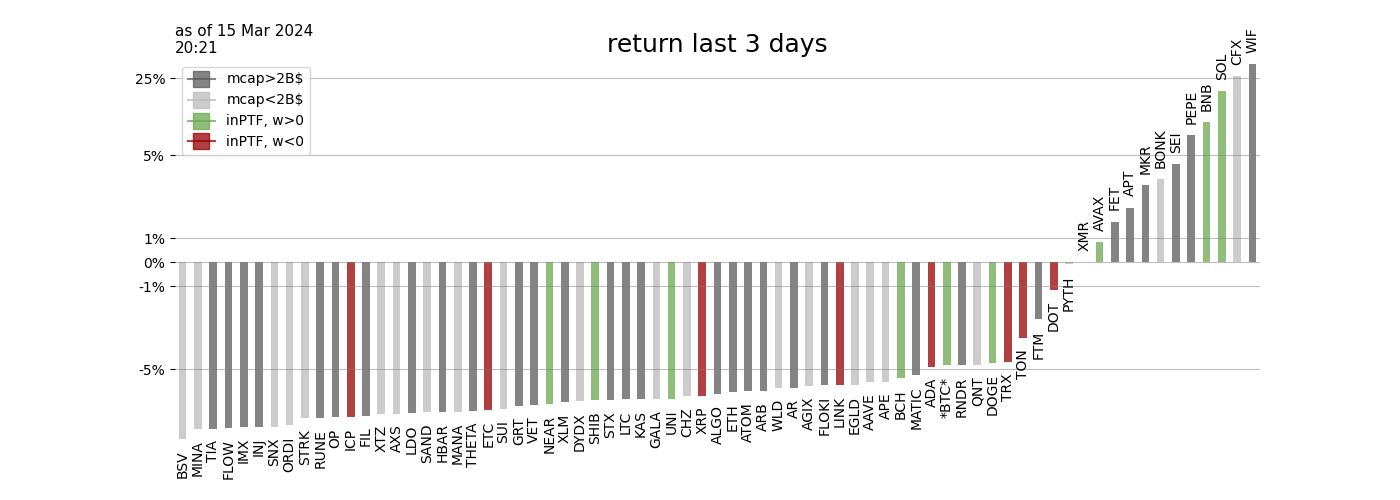 as of 15 Mar 2024
20:21
return last 3 days
mcap>2B$
mcap<2B$
inPTF, w>0
inPTF, w<0
25%
5%
1%
0%
-1%
-5%
BSV
MINA
TIA
FLOW
IMX
INJ
SNX
ORDI
STRK
RUNE
OP
ICP
FIL
XTZ
AXS
LDO
SAND
HBAR
MANA
THETA
ETC
SUI
GRT
VET
NEAR
XLM
DYDX
SHIB
STX
LTC
KAS
GALA
UNI
CHZ
XRP
ALGO
ETH
ATOM
ARB
WLD
AR
AGIX
FLOKI
LINK
EGLD
AAVE
APE
BCH
MATIC
ADA
*BTC*
RNDR
QNT
DOGE
TRX
TON
FTM
DOT
PYTH
XMR
AVAX
FET
APT
MKR
BONK
SEI
PEPE
BNB
SOL
CFX
WIF